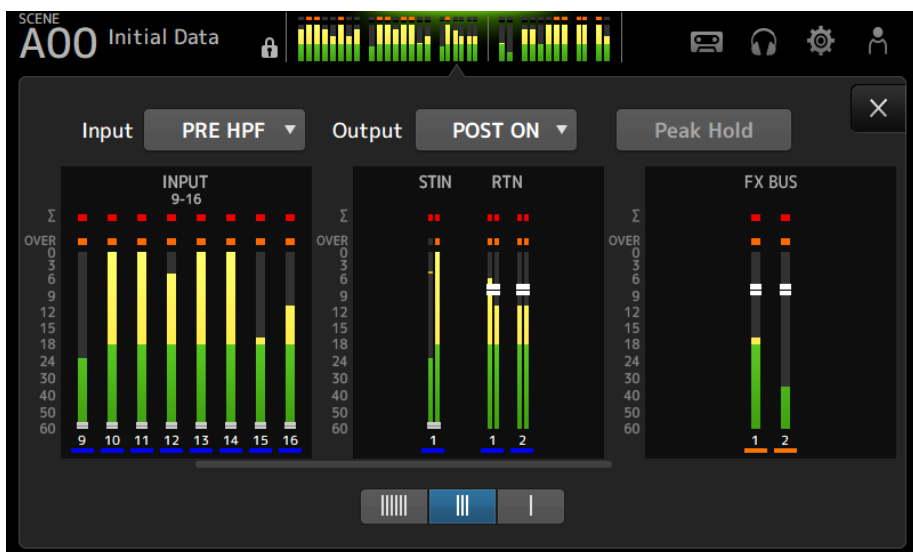 SCENE
A00 Initial Data
Input PRE HPF Output POST ON Peak Hold
INPUT
9-16
STIN RTN
FX BUS
Σ Σ Σ
OVER OVER OVER
0 0 0
3 3 3
6 6 6
9 9 9
12 12 12
15 15 15
18 18 18
24 24 24
30 30 30
40 40 40
50 50 50
60 60 60
9 10 11 12 13 14 15 16 1 1 2 1 2